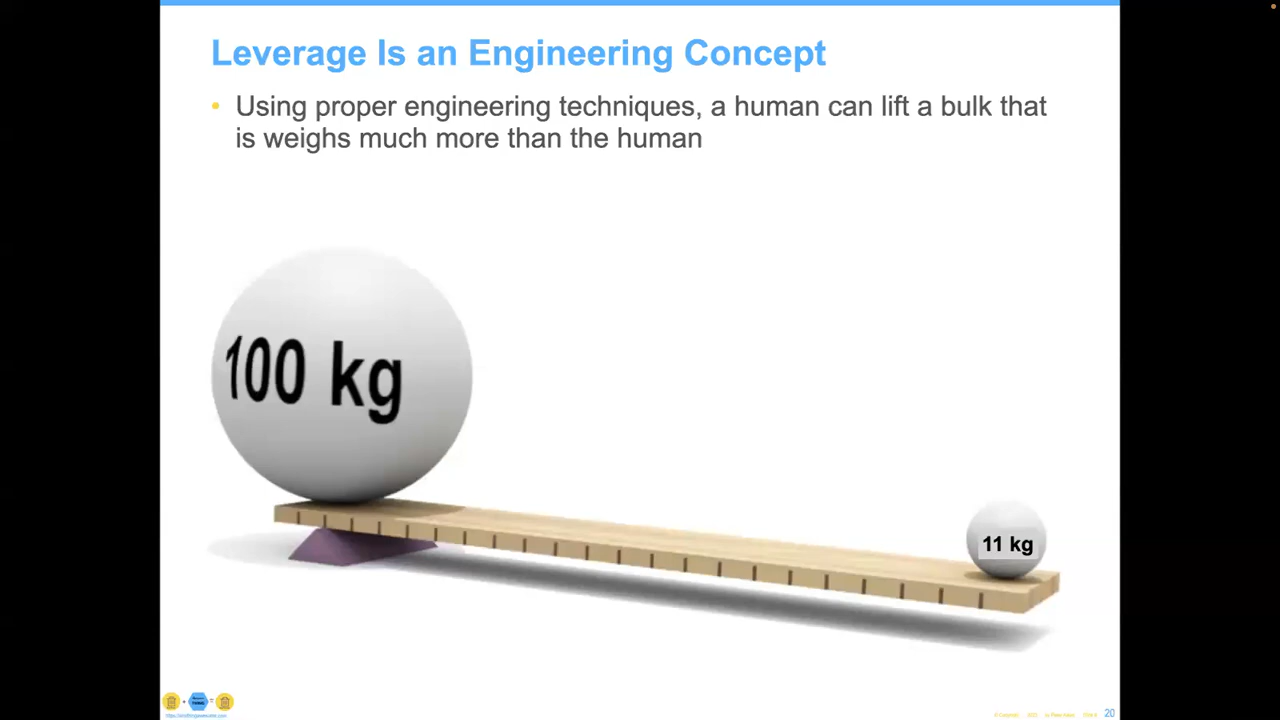 Leverage Is an Engineering Concept
• Using proper engineering techniques, a human can lift a bulk that
is weighs much more than the human
100 kg
11 kg
20